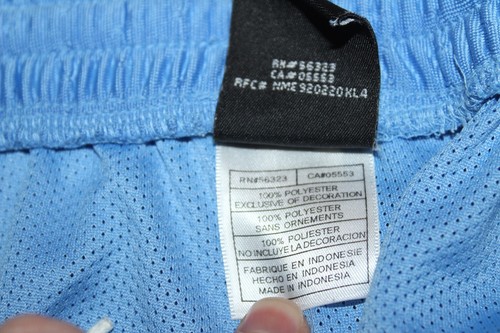 RN#56323
CA#05553
RFC# NME920220KL4
RN#56323 CA#05553
100% POLYESTER
EXCLUSIVE OF DECORATION
100% POLYESTER
SANS ORNEMENTS
100% POLIESTER
NO INCLUYE LA DECORACION
FABRIQUE EN INDONESIE
HECHO EN INDONESIA
MADE IN INDONESIA